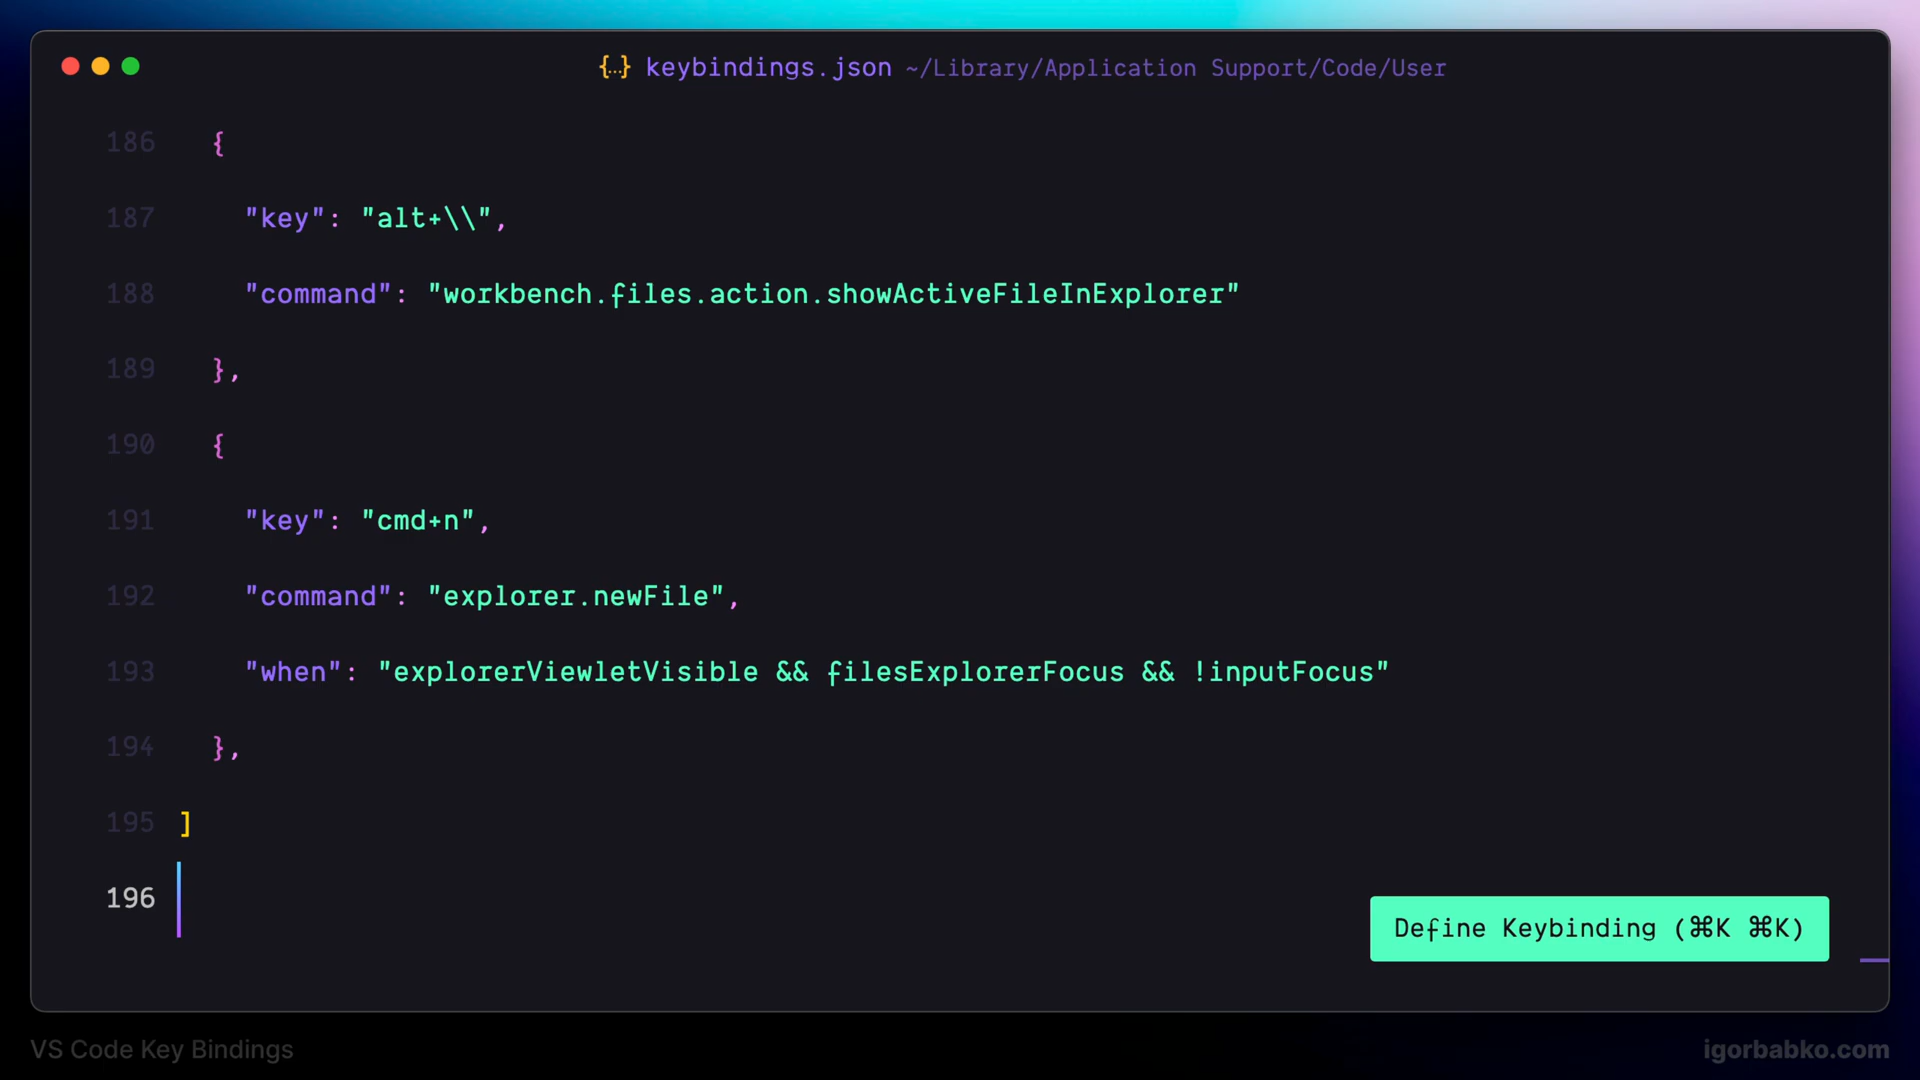 {…} keybindings.json ~/Library/Application Support/Code/User
186 {
187 "key": "alt+\\",
188 "command": "workbench.files.action.showActiveFileInExplorer"
189 },
190 {
191 "key": "cmd+n",
192 "command": "explorer.newFile",
193 "when": "explorerViewletVisible && filesExplorerFocus && !inputFocus"
194 },
195 ]
196
Define Keybinding (⌘K ⌘K)
VS Code Key Bindings
igorbabko.com